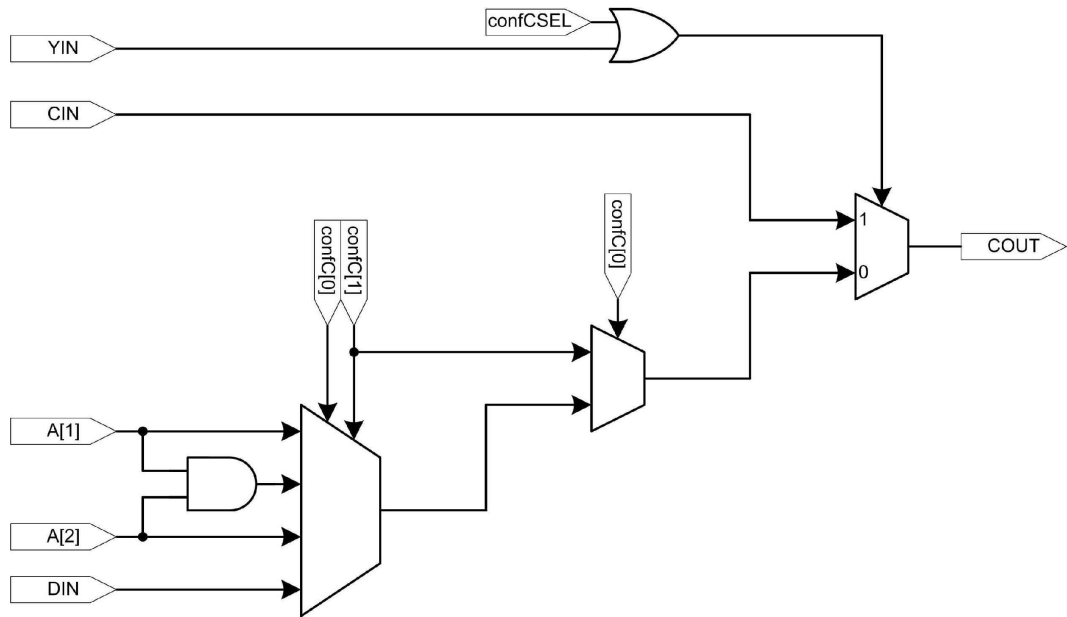 confCSEL
YIN
CIN
confC[0]
confC[1]
confC[0]
1
COUT
0
A[1]
A[2]
DIN